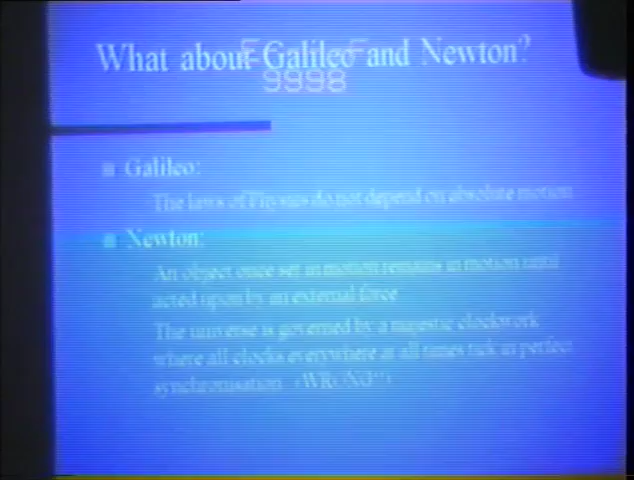 What about Galileo and Newton?
9998
Galileo:
The laws of Physics do not depend on absolute motion
Newton:
An object once set in motion remains in motion until
acted upon by an external force
The universe is governed by a majestic clockwork
where all clocks everywhere at all times tick in perfect
synchronisation (WRONG!!)